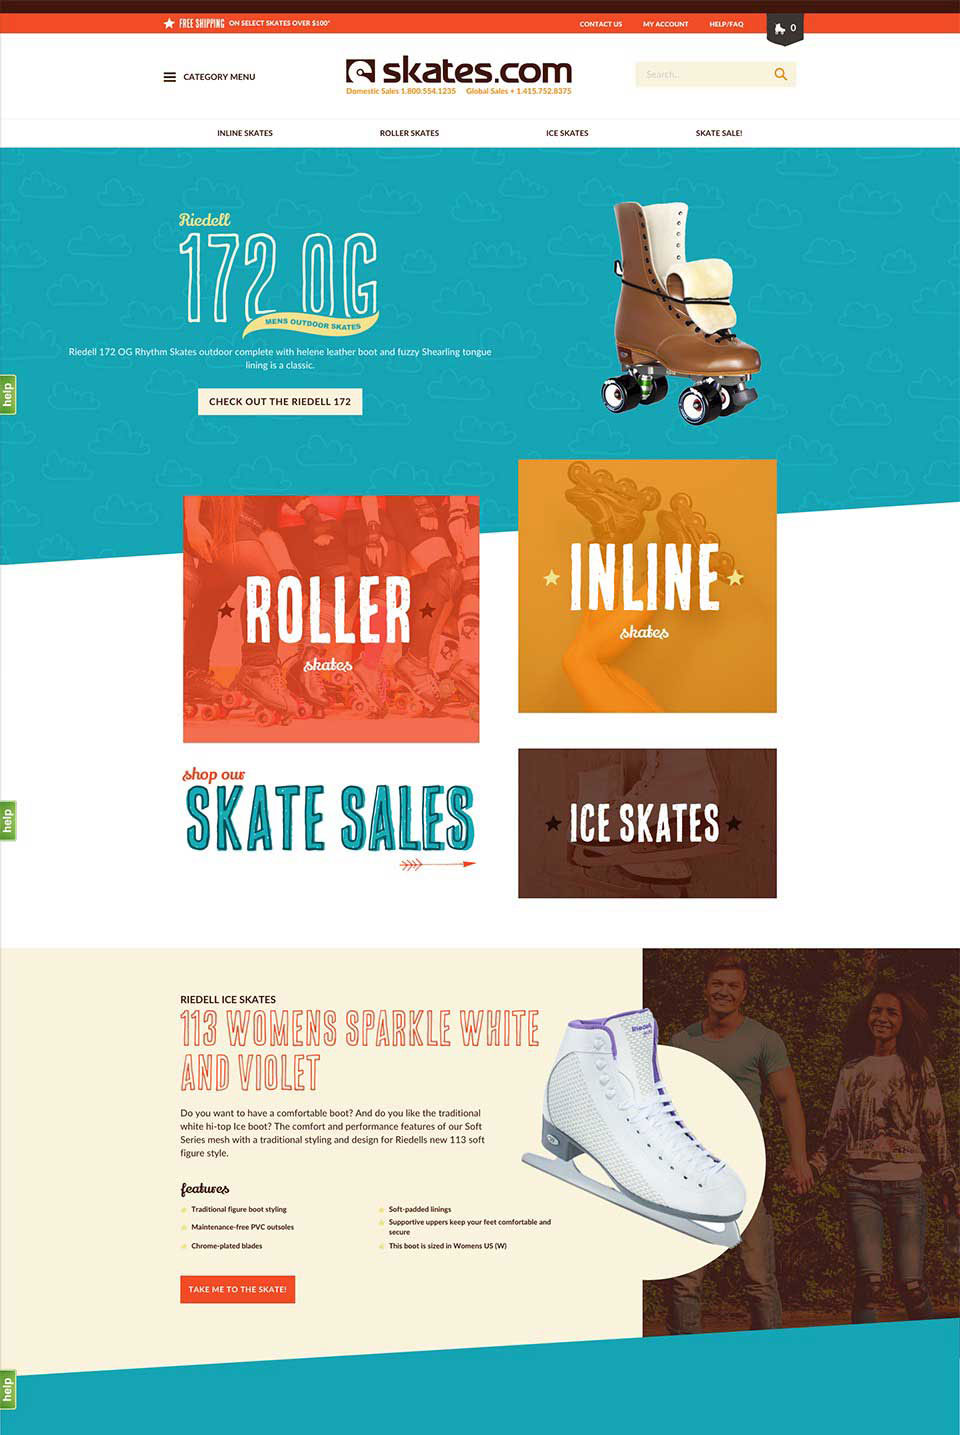 FREE SHIPPING ON SELECT SKATES OVER $100*
CONTACT US
MY ACCOUNT
HELP/FAQ
0
CATEGORY MENU
skates.com
Domestic Sales 1.800.554.1235 Global Sales + 1.415.752.8375
Search...
INLINE SKATES
ROLLER SKATES
ICE SKATES
SKATE SALE!
Riedell
172 OG
MENS OUTDOOR SKATES
Riedell 172 OG Rhythm Skates outdoor complete with helene leather boot and fuzzy Shearling tongue
lining is a classic.
CHECK OUT THE RIEDELL 172
help
ROLLER
skates
INLINE
skates
shop our
SKATE SALES
ICE SKATES
help
RIEDELL ICE SKATES
113 WOMENS SPARKLE WHITE
AND VIOLET
Do you want to have a comfortable boot? And do you like the traditional
white hi-top Ice boot? The comfort and performance features of our Soft
Series mesh with a traditional styling and design for Riedells new 113 soft
figure style.
features
Traditional figure boot styling
Maintenance-free PVC outsoles
Chrome-plated blades
Soft-padded linings
Supportive uppers keep your feet comfortable and
secure
This boot is sized in Womens US (W)
TAKE ME TO THE SKATE!
Riedell
help